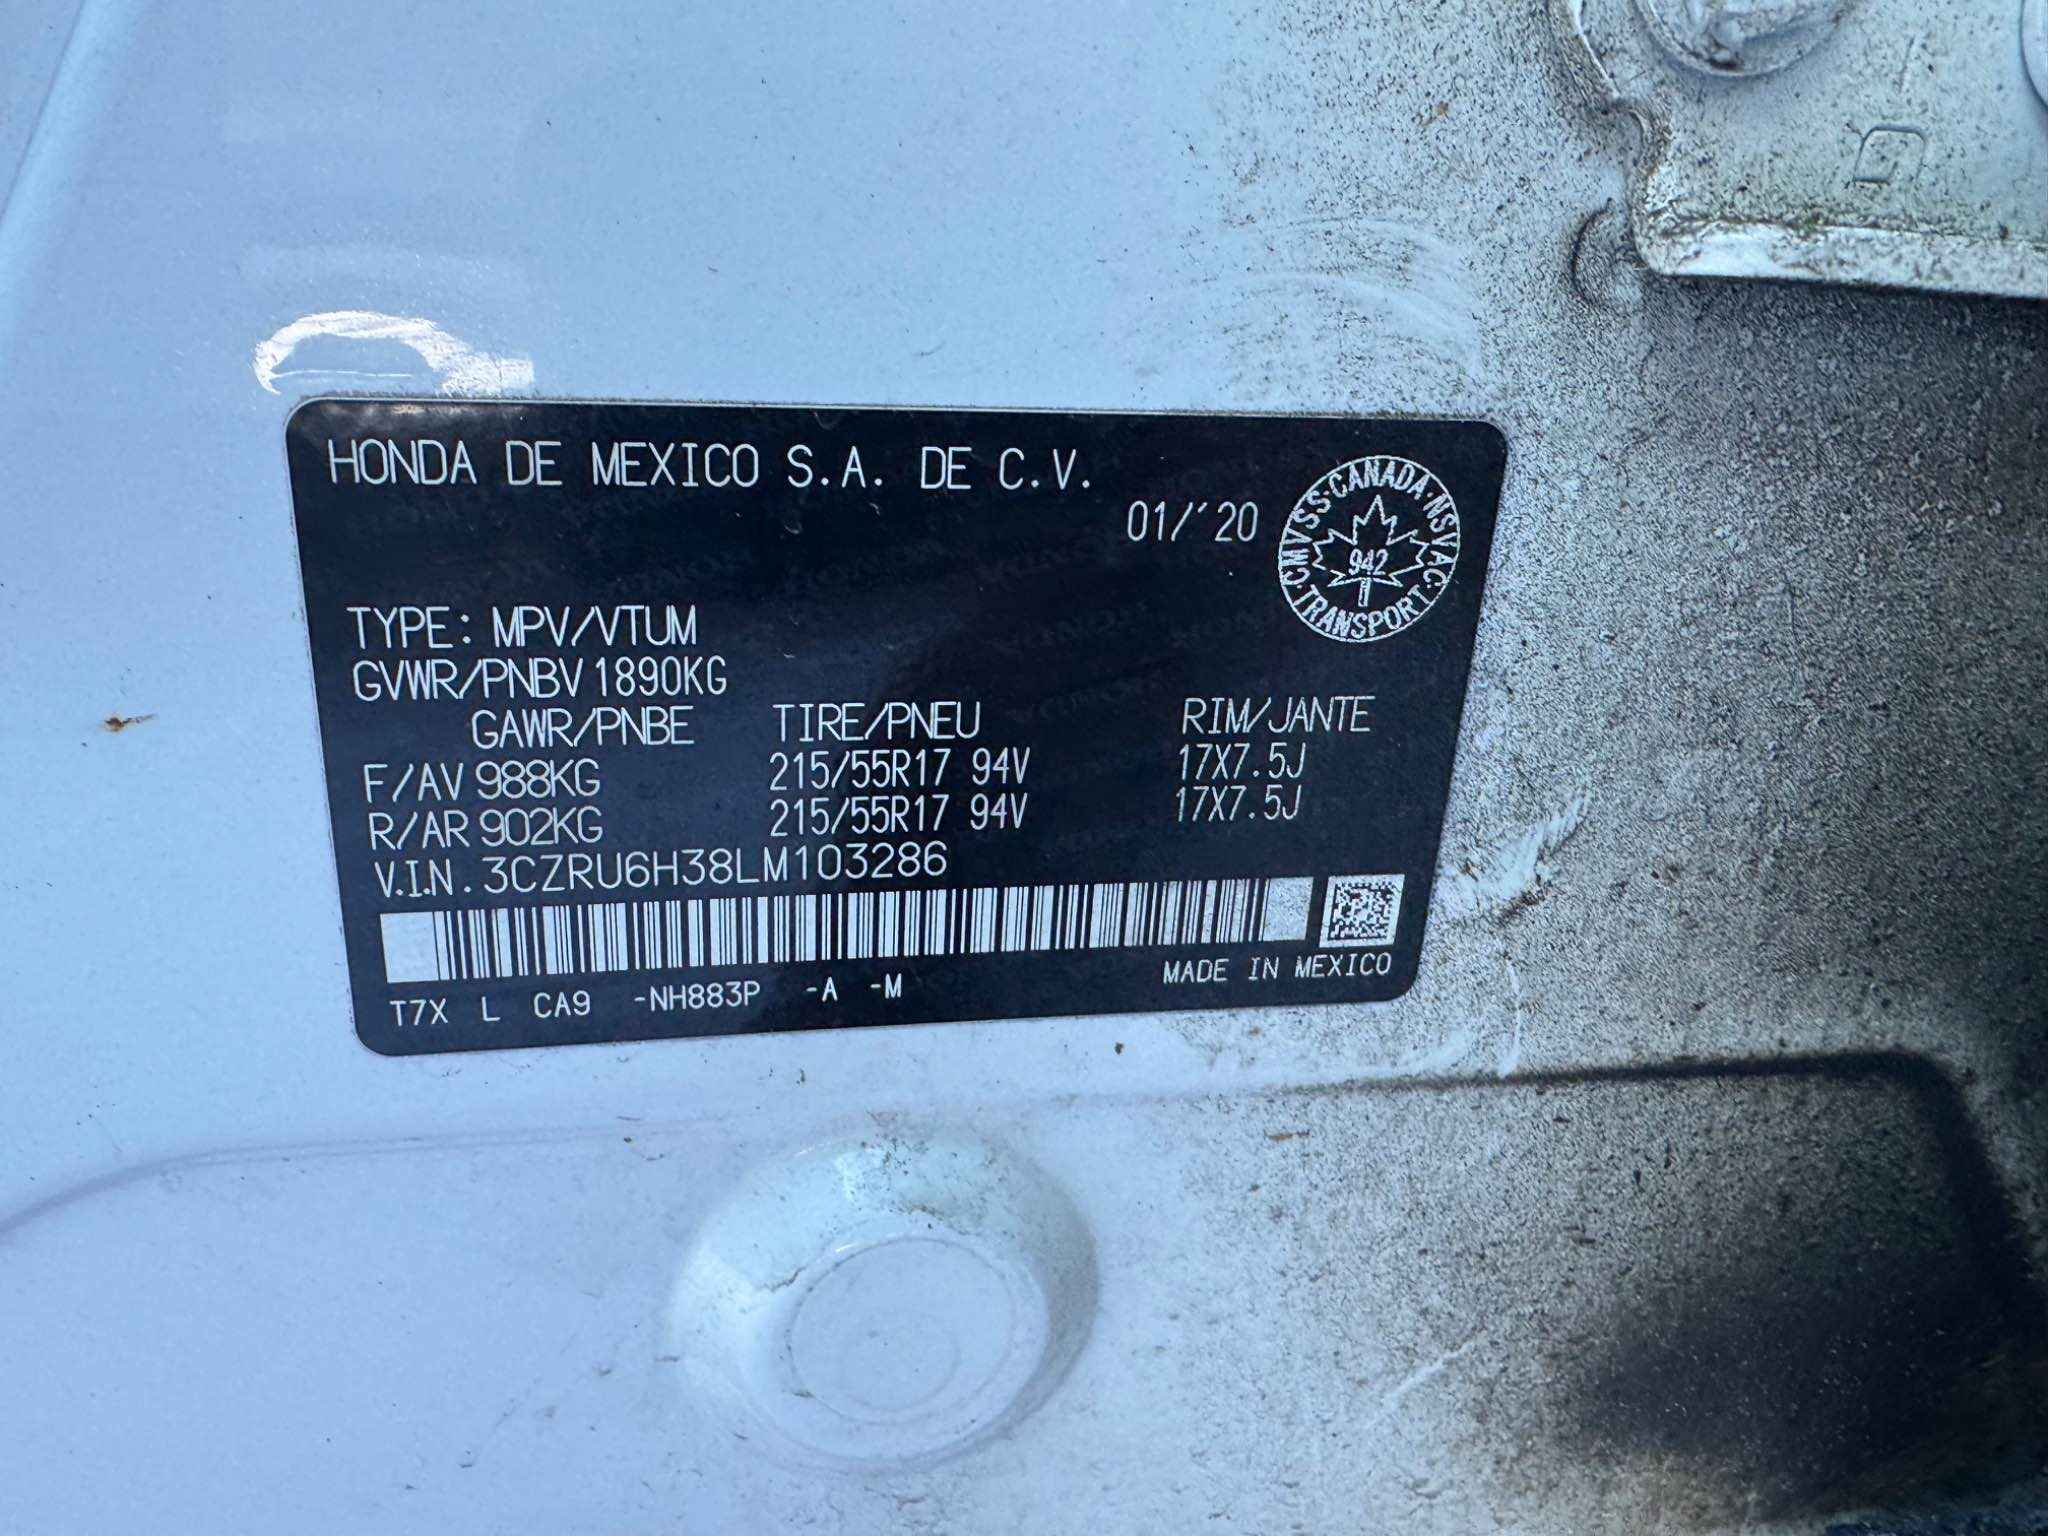 HONDA DE MEXICO S.A. DE C.V.
01/'20
CMVSS·CANADA·NSVAC·TRANSPORT·
942
TYPE: MPV/VTUM
GVWR/PNBV 1890KG
GAWR/PNBE TIRE/PNEU RIM/JANTE
F/AV 988KG 215/55R17 94V 17X7.5J
R/AR 902KG 215/55R17 94V 17X7.5J
V.I.N. 3CZRU6H38LM103286
MADE IN MEXICO
T7X L CA9 -NH883P -A -M